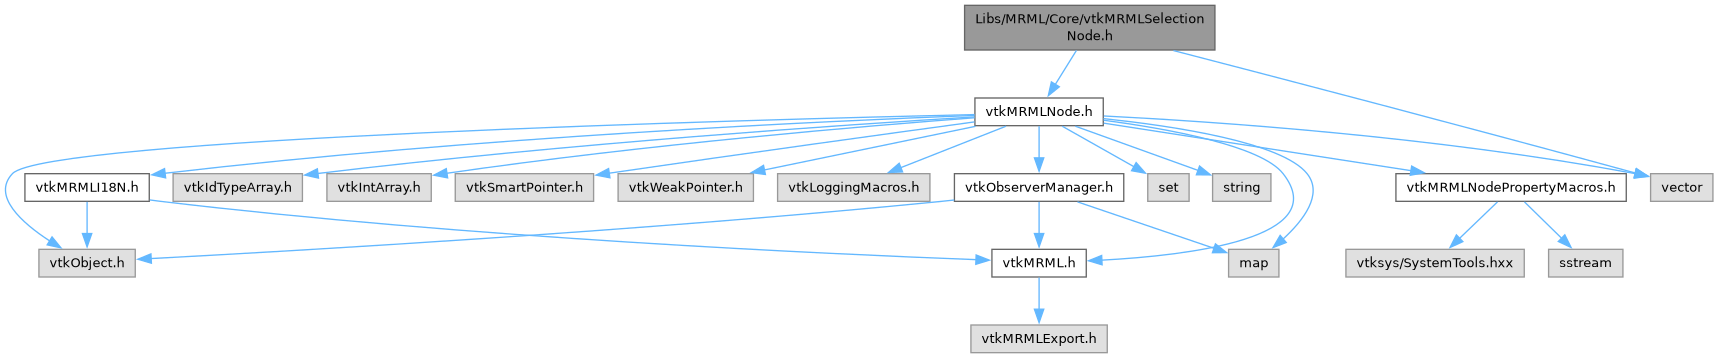 Libs/MRML/Core/vtkMRMLSelection
Node.h
vtkMRMLNode.h
vtkMRMLI18N.h
vtkIdTypeArray.h
vtkIntArray.h
vtkSmartPointer.h
vtkWeakPointer.h
vtkLoggingMacros.h
vtkObserverManager.h
set
string
vtkMRMLNodePropertyMacros.h
vector
vtkObject.h
vtkMRML.h
map
vtksys/SystemTools.hxx
sstream
vtkMRMLExport.h